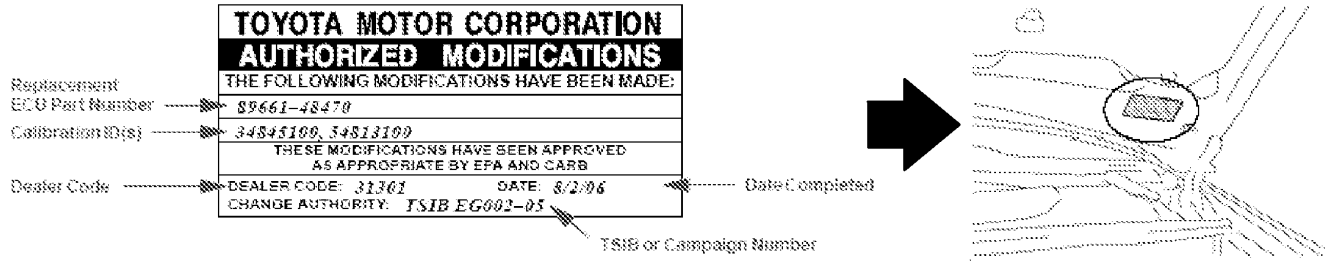 TOYOTA MOTOR CORPORATION
AUTHORIZED MODIFICATIONS
THE FOLLOWING MODIFICATIONS HAVE BEEN MADE:
Replacement
ECU Part Number
89661-48470
Calibration ID(s)
34845100, 54813100
THESE MODIFICATIONS HAVE BEEN APPROVED
AS APPROPRIATE BY EPA AND CARB
Dealer Code
DEALER CODE: 31301 DATE: 8/2/06
Date Completed
CHANGE AUTHORITY: TSIB EG002-05
TSIB or Campaign Number